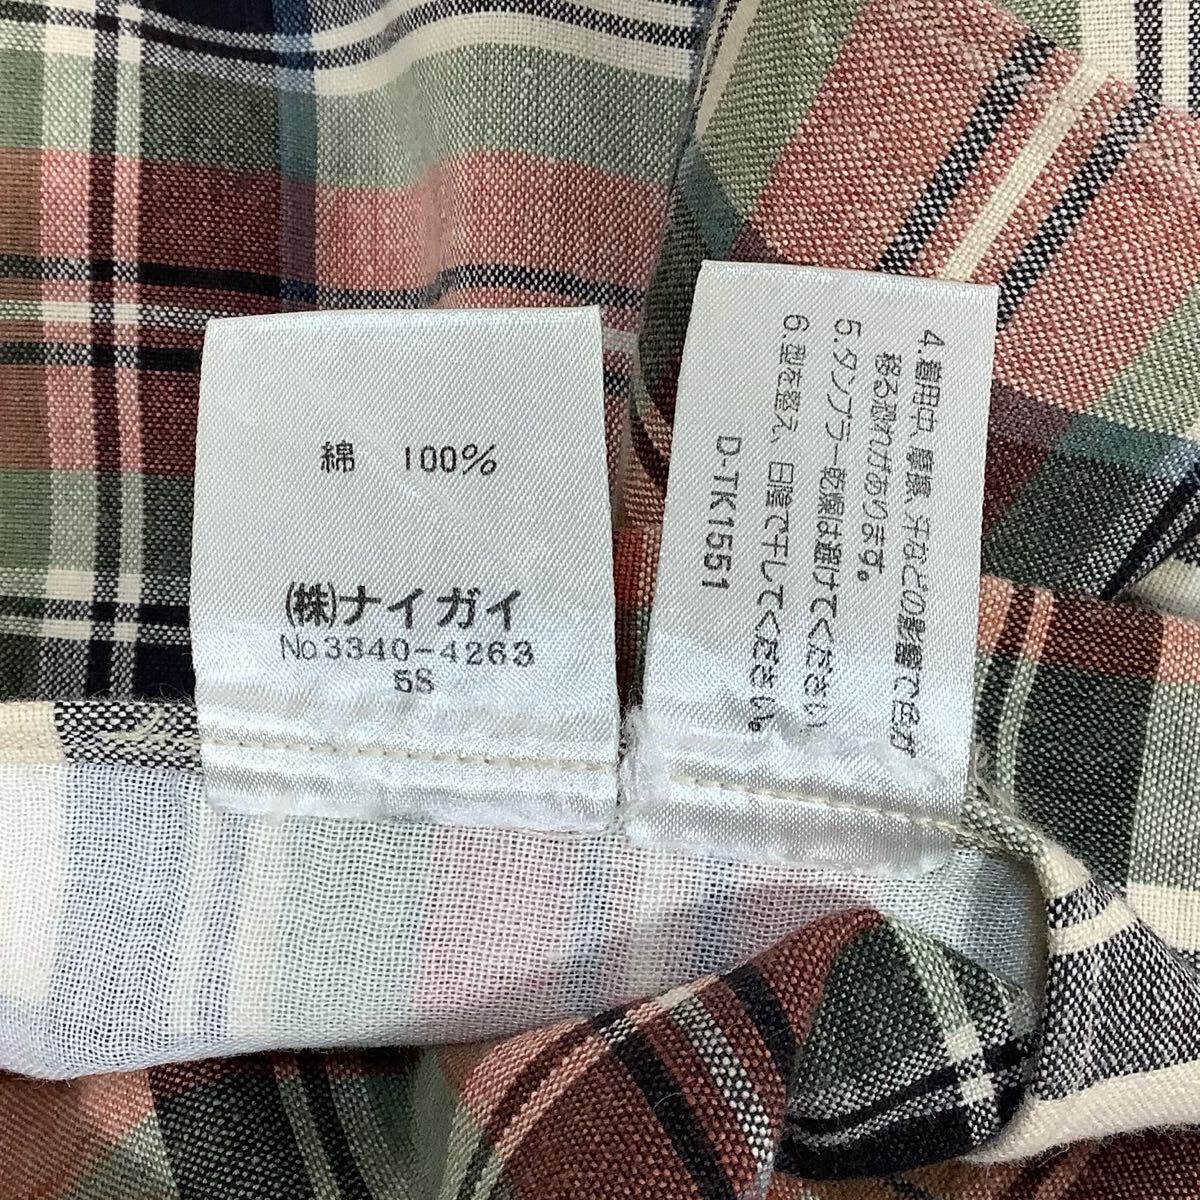 綿 100%
(株)ナイガイ
No3340-4263
5S
4.着用中、摩擦、汗などの影響で色が
移る恐れがあります。
5.タンブラー乾燥は避けてください
6.型を整え、日陰で干してください。
D-TK1551